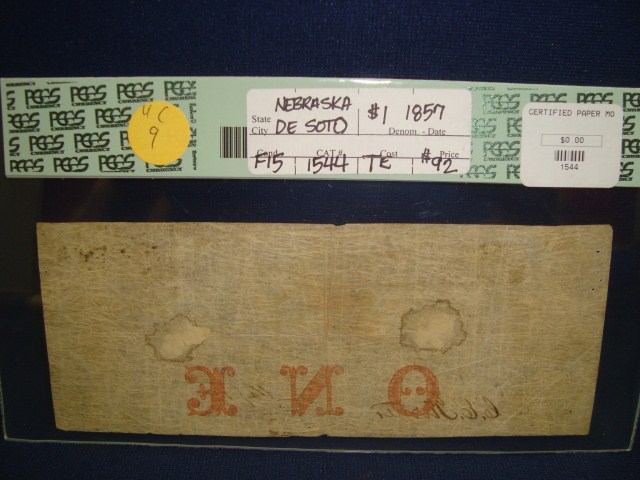 PCGS CURRENCY
4C
9
NEBRASKA $1 1857
State
City DE SOTO Denom. - Date
Cond. CAT.# Cost Price
F15 1544 TE $92
CERTIFIED PAPER MO
$0.00
1544
ONE